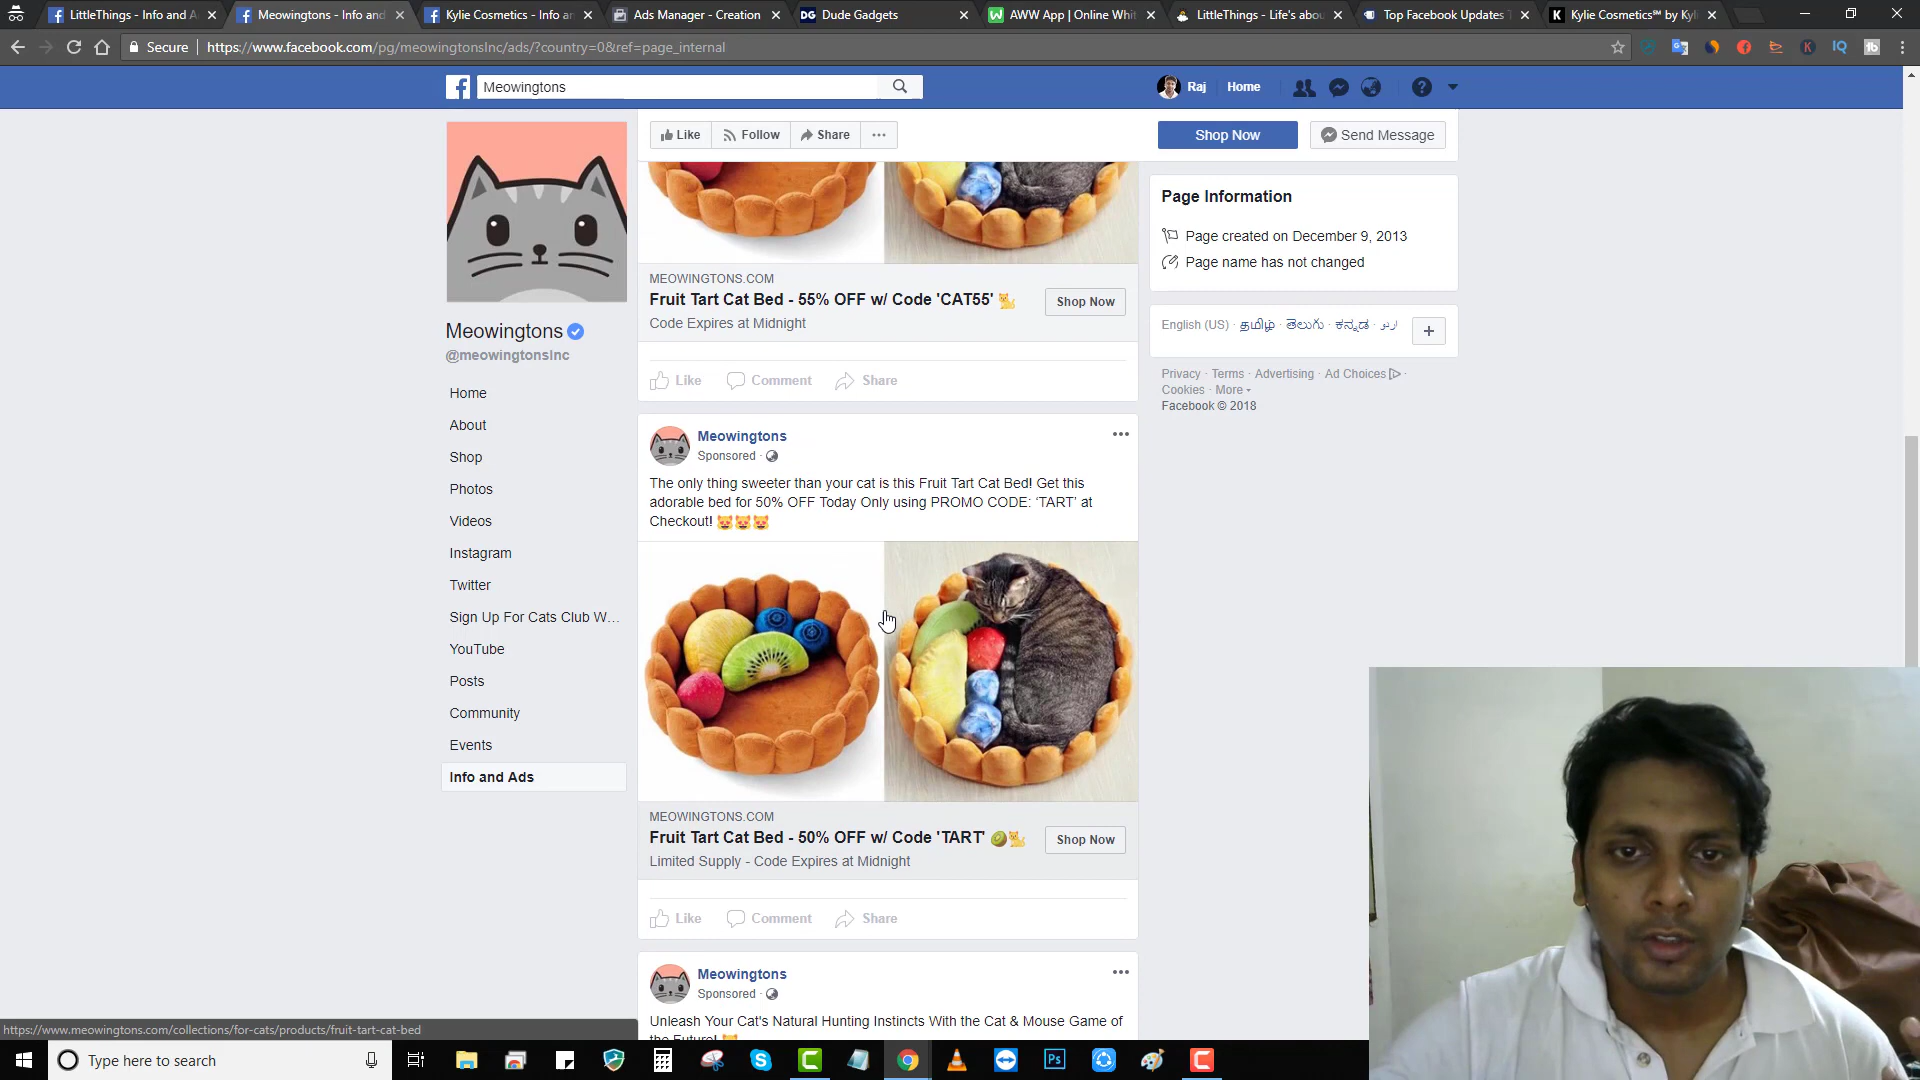 LittleThings - Info and A
Meowingtons - Info and
Kylie Cosmetics - Info an
Ads Manager - Creation
DG Dude Gadgets
AWW App | Online Whit
LittleThings - Life's abou
Top Facebook Updates T
K Kylie Cosmetics℠ by Kyl
Secure https://www.facebook.com/pg/meowingtonsInc/ads/?country=0&ref=page_internal
Meowingtons
Raj Home
Like Follow Share
Shop Now Send Message
Meowingtons
@meowingtonsInc
Home
About
Shop
Photos
Videos
Instagram
Twitter
Sign Up For Cats Club W...
YouTube
Posts
Community
Events
Info and Ads
MEOWINGTONS.COM
Fruit Tart Cat Bed - 55% OFF w/ Code 'CAT55' 🐈
Code Expires at Midnight
Shop Now
Like Comment Share
Meowingtons
Sponsored ·
The only thing sweeter than your cat is this Fruit Tart Cat Bed! Get this
adorable bed for 50% OFF Today Only using PROMO CODE: ‘TART’ at
Checkout! 😻😻😻
MEOWINGTONS.COM
Fruit Tart Cat Bed - 50% OFF w/ Code 'TART' 🥝🐈
Limited Supply - Code Expires at Midnight
Shop Now
Like Comment Share
Meowingtons
Sponsored ·
Unleash Your Cat's Natural Hunting Instincts With the Cat & Mouse Game of
the Future!
Page Information
Page created on December 9, 2013
Page name has not changed
English (US) · தமிழ் · తెలుగు · ಕನ್ನಡ · اردو
Privacy · Terms · Advertising · Ad Choices ·
Cookies · More
Facebook © 2018
https://www.meowingtons.com/collections/for-cats/products/fruit-tart-cat-bed
Type here to search
Ps